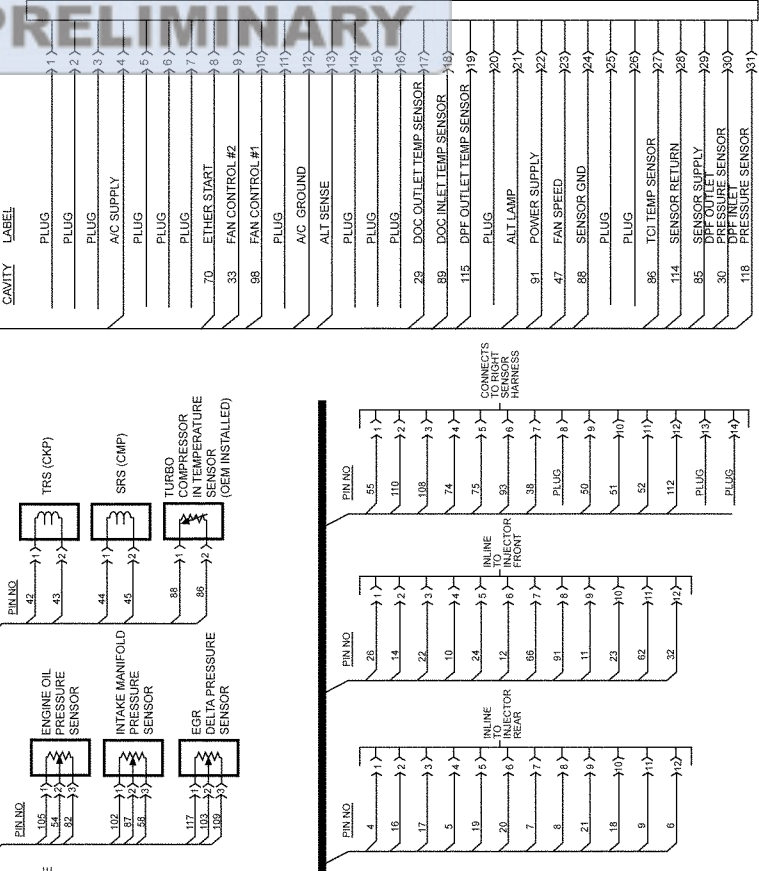 PRELIMINARY
CAVITY LABEL
PLUG 1
PLUG 2
PLUG 3
A/C SUPPLY 4
PLUG 5
PLUG 6
PLUG 7
70 ETHER START 8
33 FAN CONTROL #2 9
98 FAN CONTROL #1 10
PLUG 11
A/C GROUND 12
ALT SENSE 13
PLUG 14
PLUG 15
PLUG 16
29 DOC OUTLET TEMP SENSOR 17
89 DOC INLET TEMP SENSOR 18
115 DPF OUTLET TEMP SENSOR 19
PLUG 20
ALT LAMP 21
91 POWER SUPPLY 22
47 FAN SPEED 23
88 SENSOR GND 24
PLUG 25
PLUG 26
86 TCI TEMP SENSOR 27
114 SENSOR RETURN 28
85 SENSOR SUPPLY 29
DPF OUTLET
30 PRESSURE SENSOR 30
DPF INLET
118 PRESSURE SENSOR 31
PIN NO
42 1
43 2
TRS (CKP)
44 1
45 2
SRS (CMP)
88 1
86 2
TURBO
COMPRESSOR
IN TEMPERATURE
SENSOR
(OEM INSTALLED)
PIN NO
105 1
54 2
82 3
ENGINE OIL
PRESSURE
SENSOR
102 1
87 2
58 3
INTAKE MANIFOLD
PRESSURE
SENSOR
117 1
103 2
109 3
EGR
DELTA PRESSURE
SENSOR
PIN NO
55 1
110 2
108 3
74 4
75 5
93 6
38 7
PLUG 8
50 9
51 10
52 11
112 12
PLUG 13
PLUG 14
CONNECTS
TO RIGHT
SENSOR
HARNESS
PIN NO
26 1
14 2
22 3
10 4
24 5
12 6
66 7
91 8
11 9
23 10
62 11
32 12
INLINE
TO
INJECTOR
FRONT
PIN NO
4 1
16 2
17 3
5 4
19 5
20 6
7 7
8 8
21 9
18 10
9 11
6 12
INLINE
TO
INJECTOR
REAR